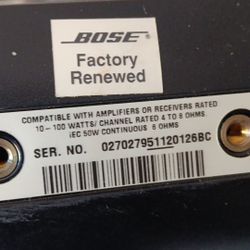 BOSE
Factory
Renewed
COMPATIBLE WITH AMPLIFIERS OR RECEIVERS RATED
10 - 100 WATTS/ CHANNEL RATED 4 TO 8 OHMS
IEC 50W CONTINUOUS 8 OHMS
SER. NO. 027027951120126BC